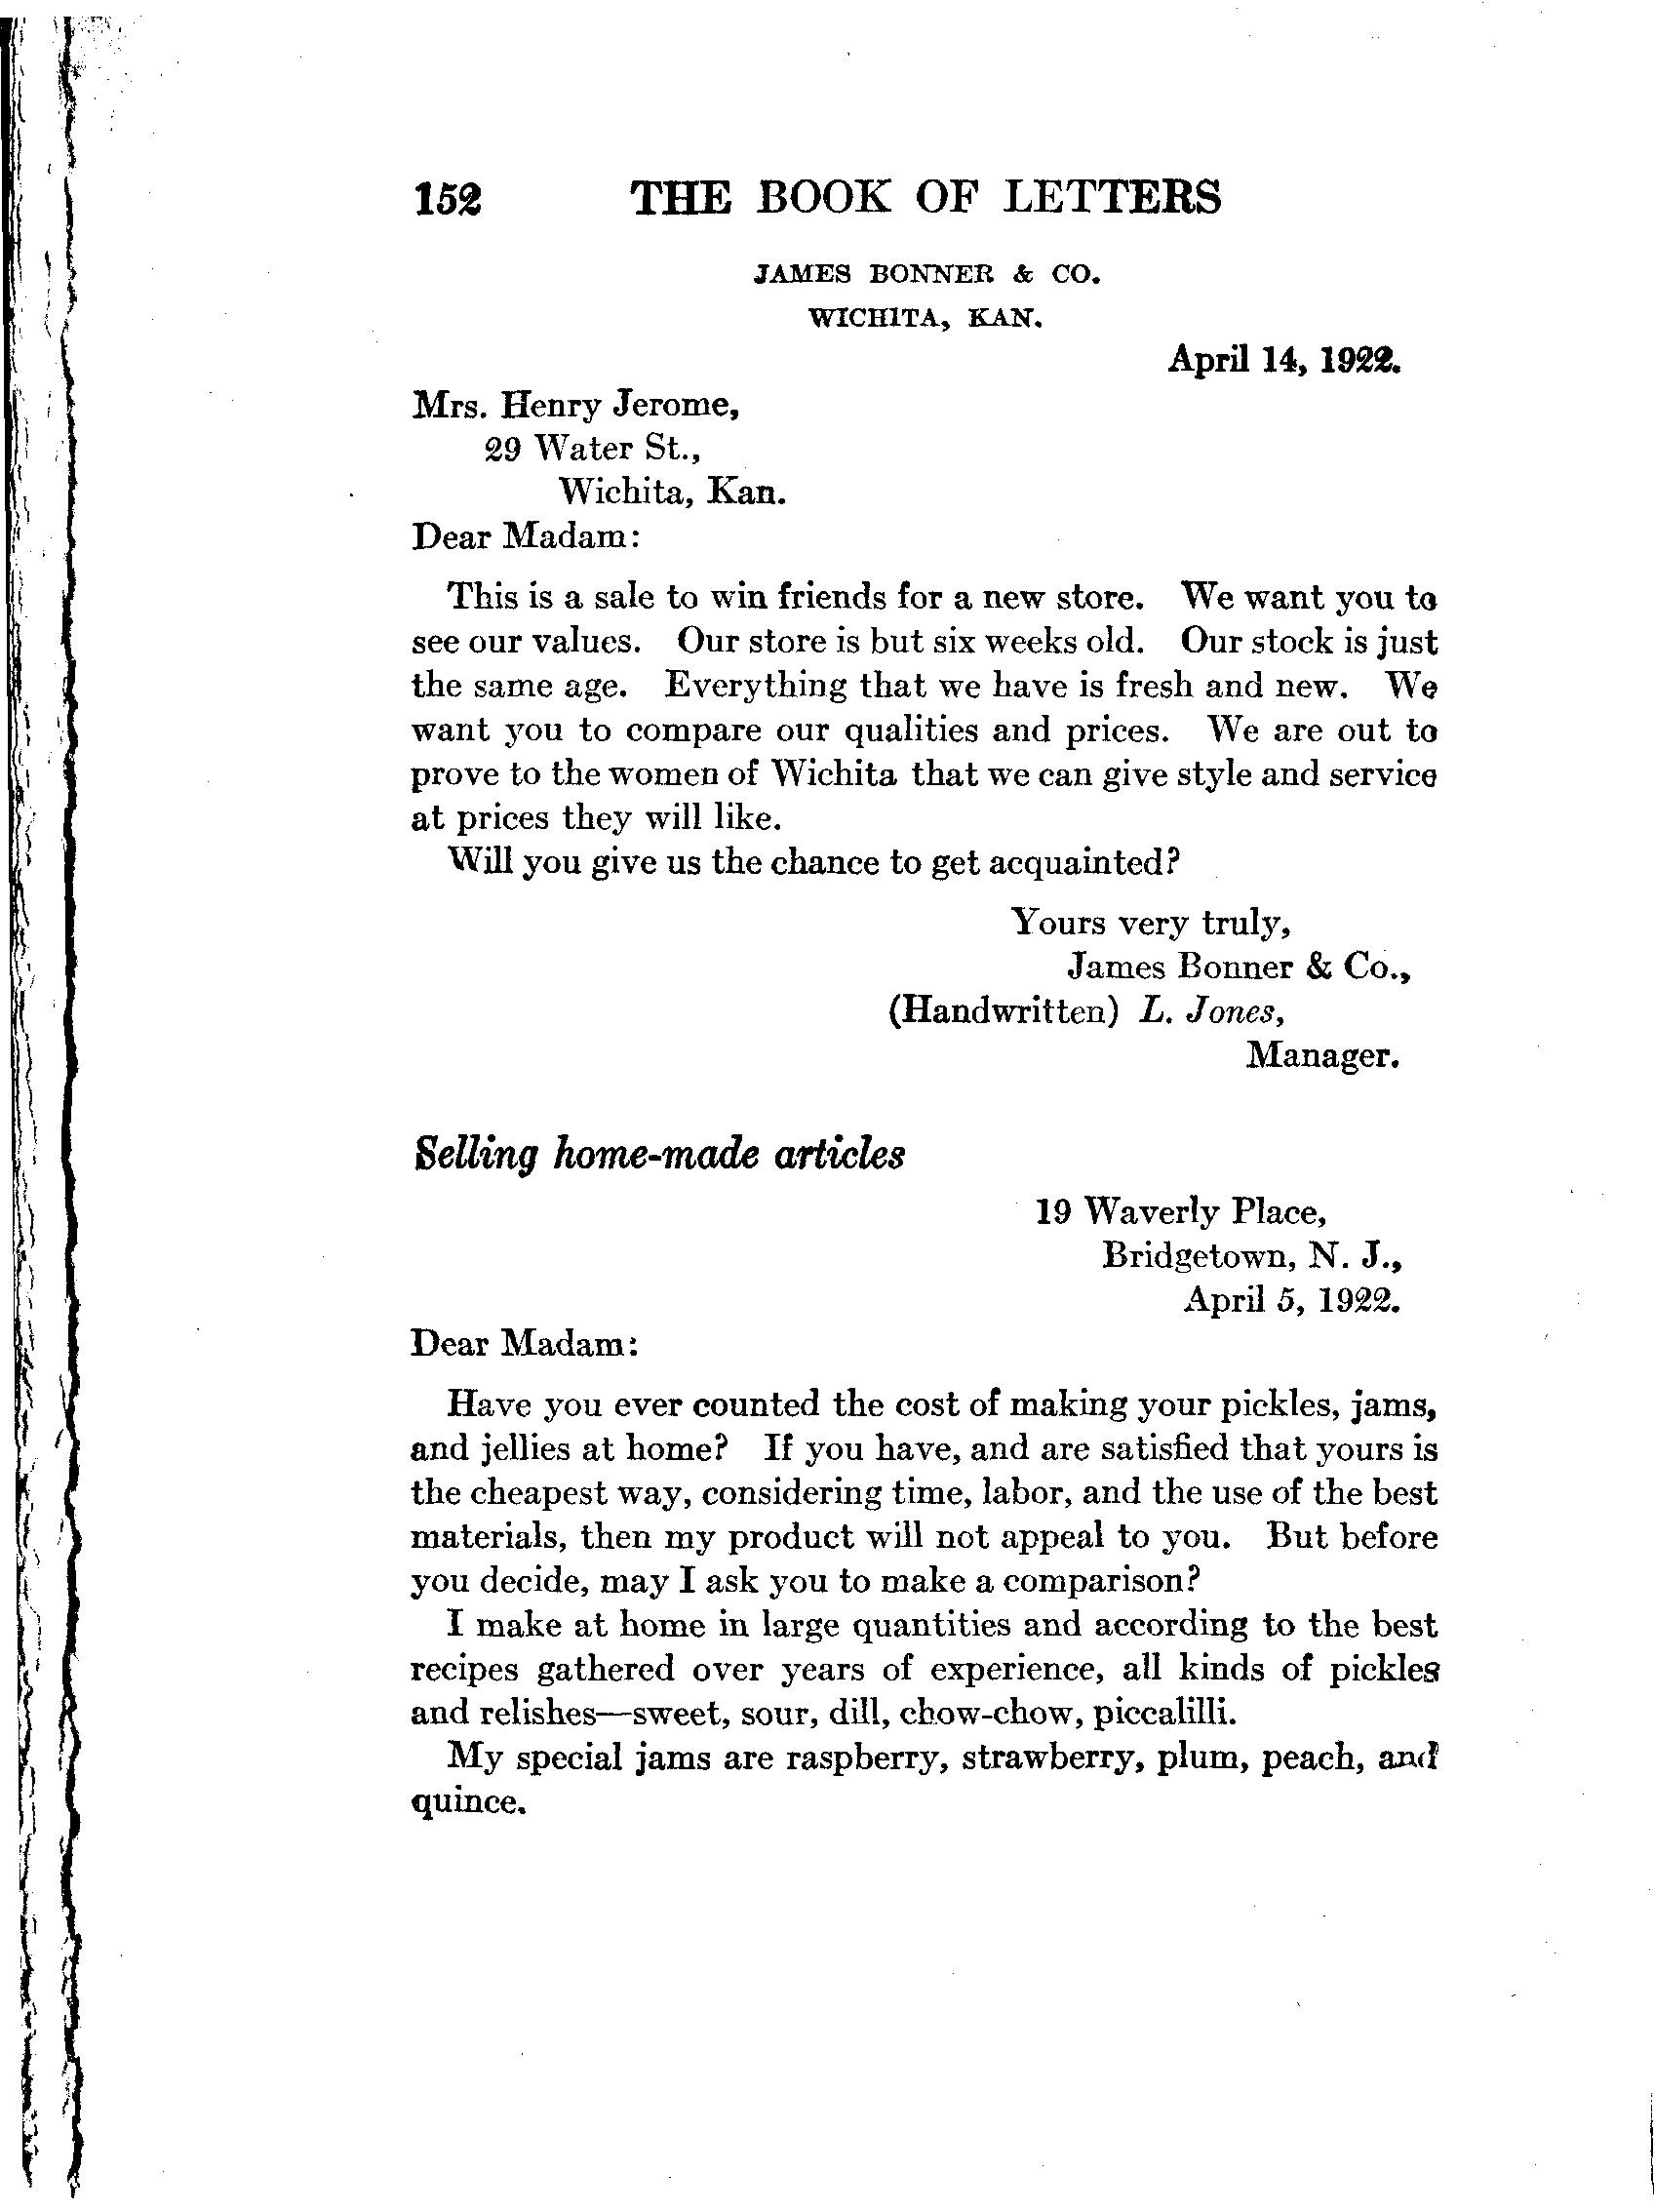 152 THE BOOK OF LETTERS
JAMES BONNER & CO.
WICHITA, KAN.
April 14, 1922.
Mrs. Henry Jerome,
29 Water St.,
Wichita, Kan.
Dear Madam:
This is a sale to win friends for a new store. We want you to
see our values. Our store is but six weeks old. Our stock is just
the same age. Everything that we have is fresh and new. We
want you to compare our qualities and prices. We are out to
prove to the women of Wichita that we can give style and service
at prices they will like.
Will you give us the chance to get acquainted?
Yours very truly,
James Bonner & Co.,
(Handwritten) L. Jones,
Manager.
Selling home-made articles
19 Waverly Place,
Bridgetown, N. J.,
April 5, 1922.
Dear Madam:
Have you ever counted the cost of making your pickles, jams,
and jellies at home? If you have, and are satisfied that yours is
the cheapest way, considering time, labor, and the use of the best
materials, then my product will not appeal to you. But before
you decide, may I ask you to make a comparison?
I make at home in large quantities and according to the best
recipes gathered over years of experience, all kinds of pickles
and relishes—sweet, sour, dill, chow-chow, piccalilli.
My special jams are raspberry, strawberry, plum, peach, and
quince.